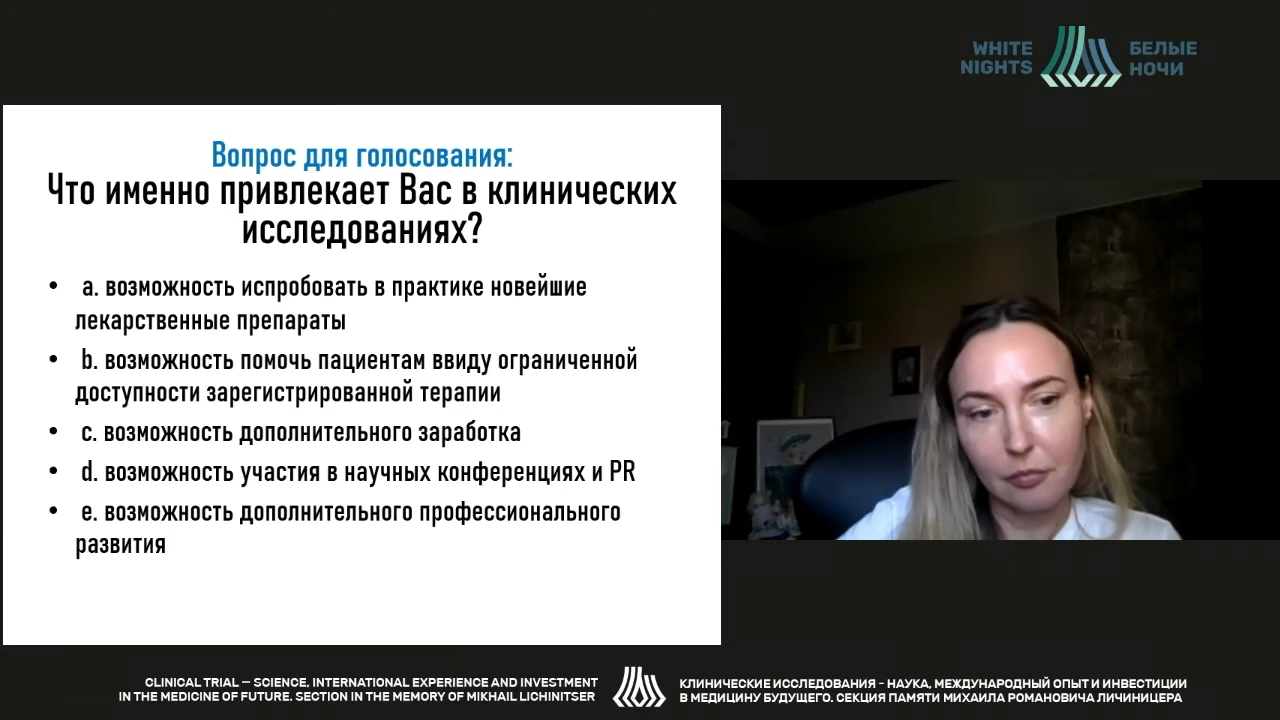 WHITE
NIGHTS
БЕЛЫЕ
НОЧИ
Вопрос для голосования:
Что именно привлекает Вас в клинических
исследованиях?
• a. возможность испробовать в практике новейшие
лекарственные препараты
• b. возможность помочь пациентам ввиду ограниченной
доступности зарегистрированной терапии
• c. возможность дополнительного заработка
• d. возможность участия в научных конференциях и PR
• e. возможность дополнительного профессионального
развития
CLINICAL TRIAL – SCIENCE, INTERNATIONAL EXPERIENCE AND INVESTMENT
IN THE MEDICINE OF FUTURE. SECTION IN THE MEMORY OF MIKHAIL LICHINITSER
КЛИНИЧЕСКИЕ ИССЛЕДОВАНИЯ - НАУКА, МЕЖДУНАРОДНЫЙ ОПЫТ И ИНВЕСТИЦИИ
В МЕДИЦИНУ БУДУЩЕГО. СЕКЦИЯ ПАМЯТИ МИХАИЛА РОМАНОВИЧА ЛИЧИНИЦЕРА